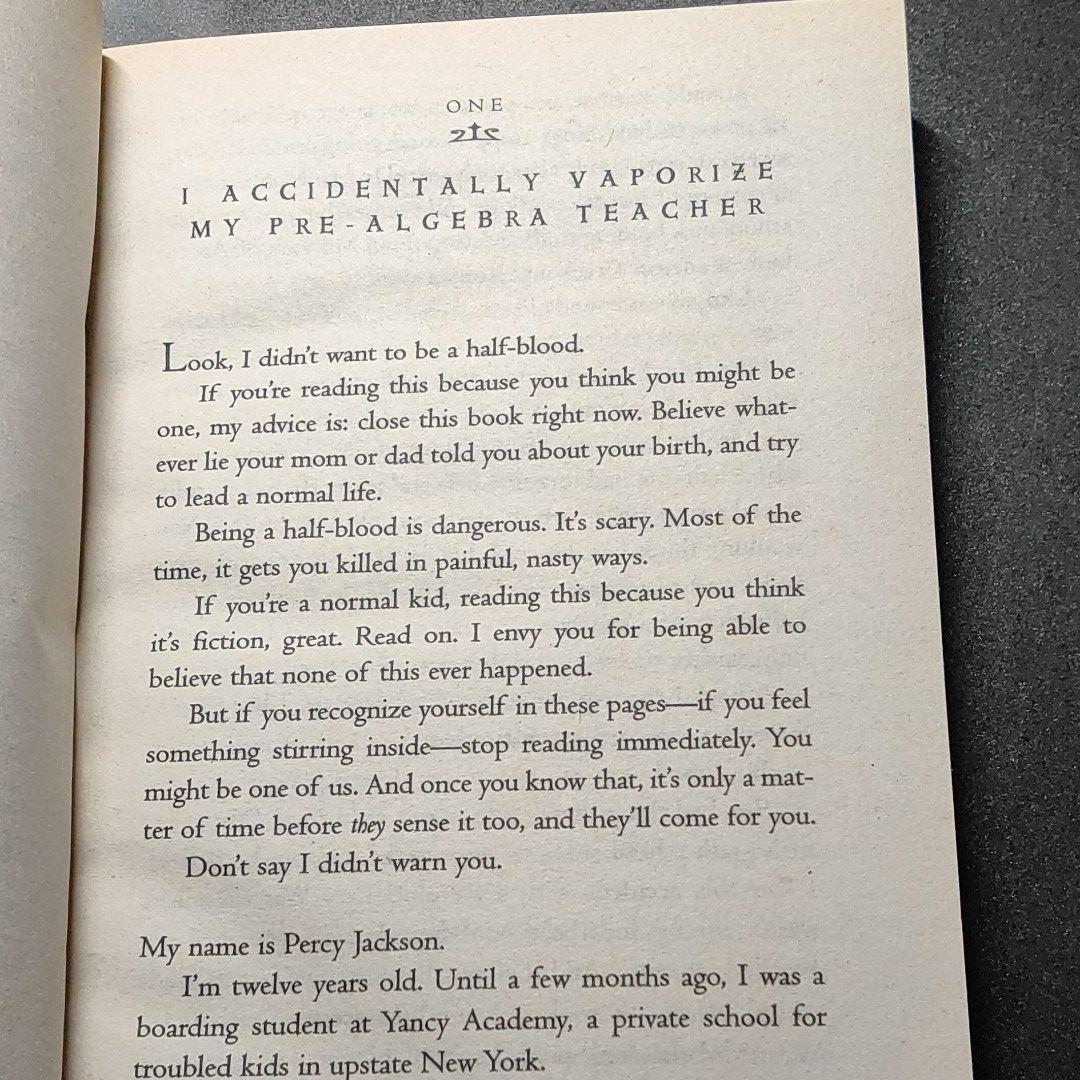 ONE
I ACCIDENTALLY VAPORIZE
MY PRE-ALGEBRA TEACHER
Look, I didn't want to be a half-blood.
If you're reading this because you think you might be
one, my advice is: close this book right now. Believe what-
ever lie your mom or dad told you about your birth, and try
to lead a normal life.
Being a half-blood is dangerous. It's scary. Most of the
time, it gets you killed in painful, nasty ways.
If you're a normal kid, reading this because you think
it's fiction, great. Read on. I envy you for being able to
believe that none of this ever happened.
But if you recognize yourself in these pages—if you feel
something stirring inside—stop reading immediately. You
might be one of us. And once you know that, it's only a mat-
ter of time before they sense it too, and they'll come for you.
Don't say I didn't warn you.
My name is Percy Jackson.
I'm twelve years old. Until a few months ago, I was a
boarding student at Yancy Academy, a private school for
troubled kids in upstate New York.